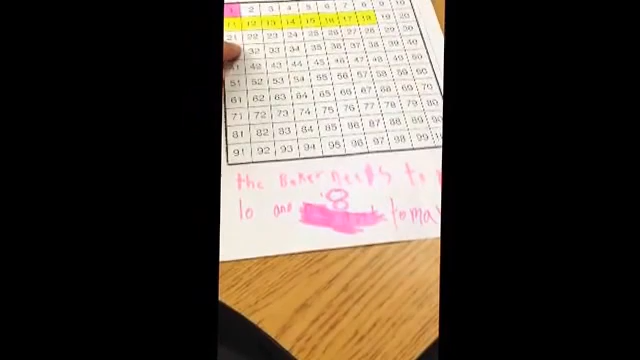 1 2 3 4 5 6 7 8 9 10
11 12 13 14 15 16 17 18 19 20
21 22 23 24 25 26 27 28 29 30
32 33 34 35 36 37 38 39 40
41 42 43 44 45 46 47 48 49 50
51 52 53 54 55 56 57 58 59 60
61 62 63 64 65 66 67 68 69 70
71 72 73 74 75 76 77 78 79 80
81 82 83 84 85 86 87 88 89 90
91 92 93 94 95 96 97 98 99
the Baker needs to
8
10 and toma